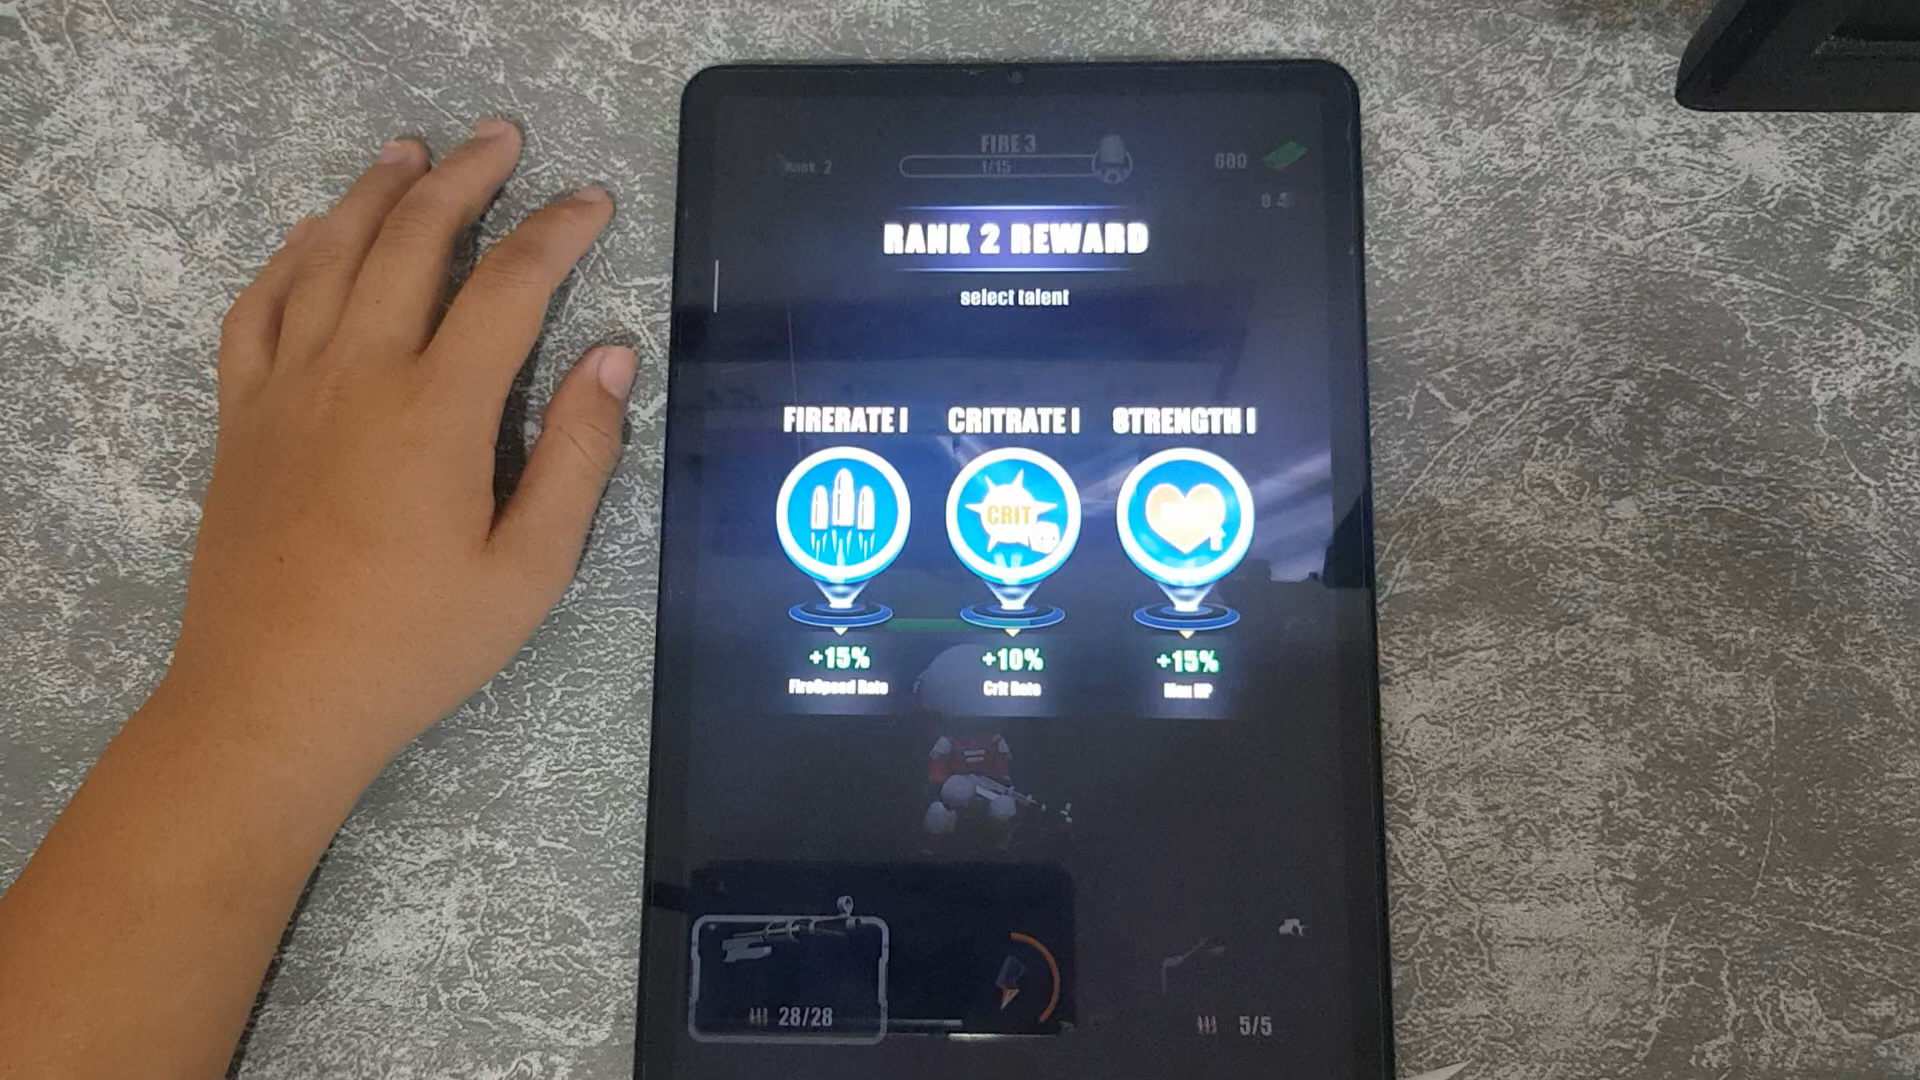 FIRE 3
Rank 2
1/15
600
RANK 2 REWARD
select talent
FIRERATE I
CRITRATE I
STRENGTH I
CRIT
+15%
+10%
+15%
FireSpeed Rate
Crit Rate
Max HP
28/28
5/5